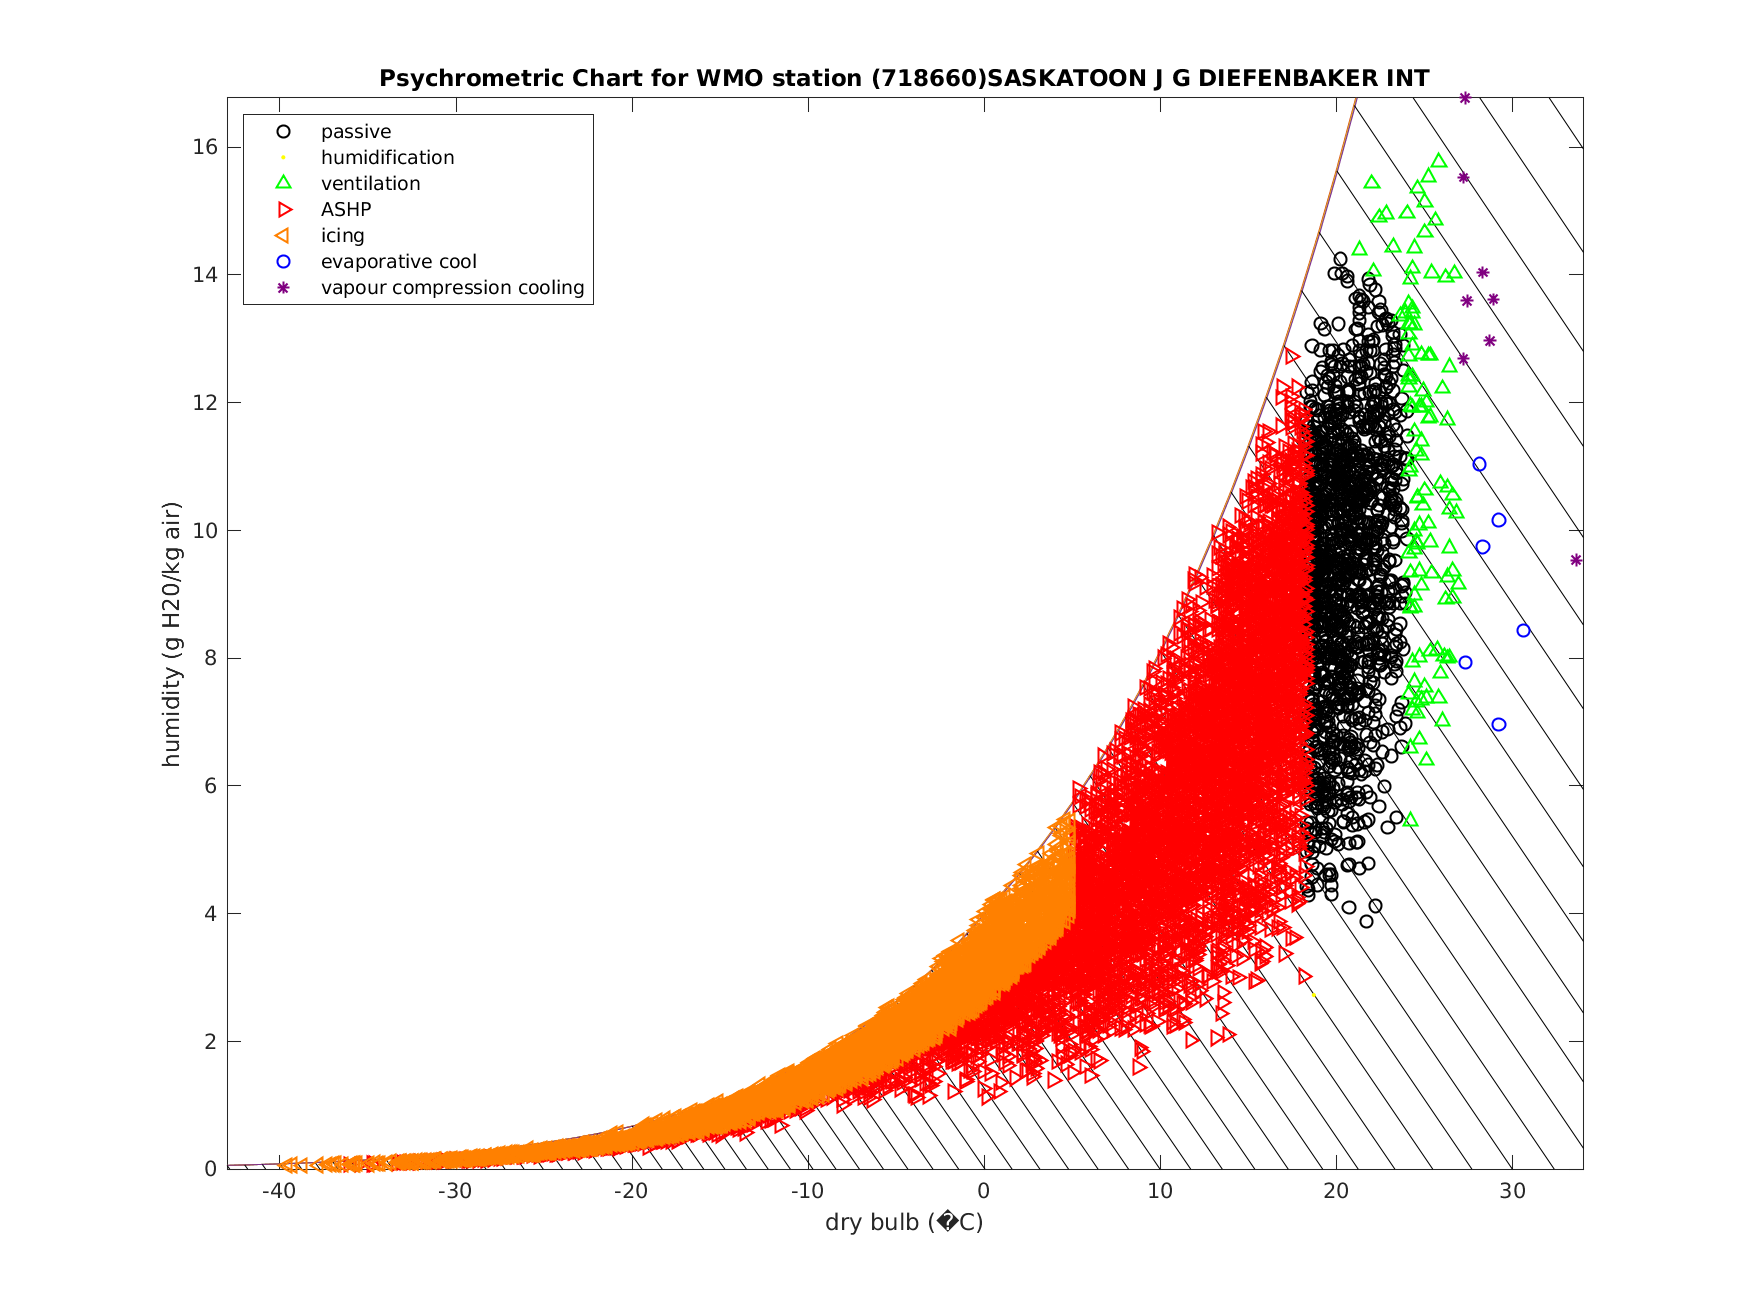 Psychrometric Chart for WMO station (718660)SASKATOON J G DIEFENBAKER INT
passive
humidification
ventilation
ASHP
icing
evaporative cool
vapour compression cooling
16
14
12
10
8
6
4
2
0
humidity (g H20/kg air)
-40 -30 -20 -10 0 10 20 30
dry bulb (�C)